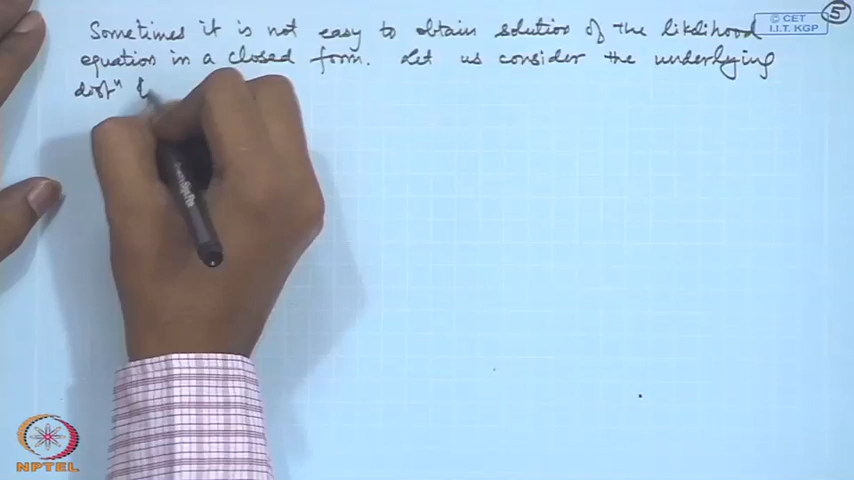 Sometimes it is not easy to obtain solution of the likelihood
equation in a closed form. Let us consider the underlying
distⁿ
© CET
I.I.T. KGP
5
NPTEL